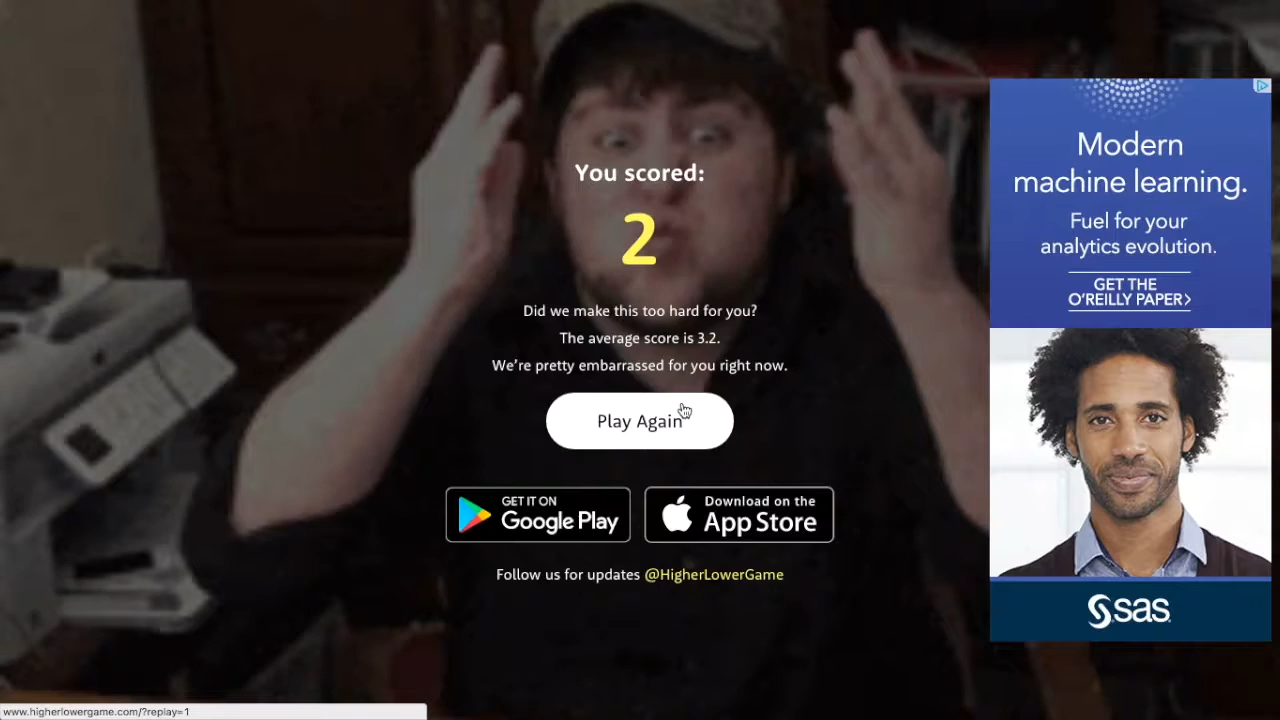 You scored:
2
Did we make this too hard for you?
The average score is 3.2.
We're pretty embarrassed for you right now.
Play Again
GET IT ON
Google Play
Download on the
App Store
Follow us for updates @HigherLowerGame
Modern
machine learning.
Fuel for your
analytics evolution.
GET THE
O'REILLY PAPER>
sas
www.higherlowergame.com/?replay=1